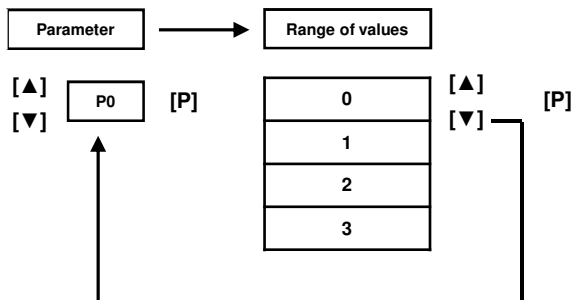 Parameter
Range of values
[▲]
[▼]
P0
[P]
0
1
2
3
[▲]
[▼]
[P]